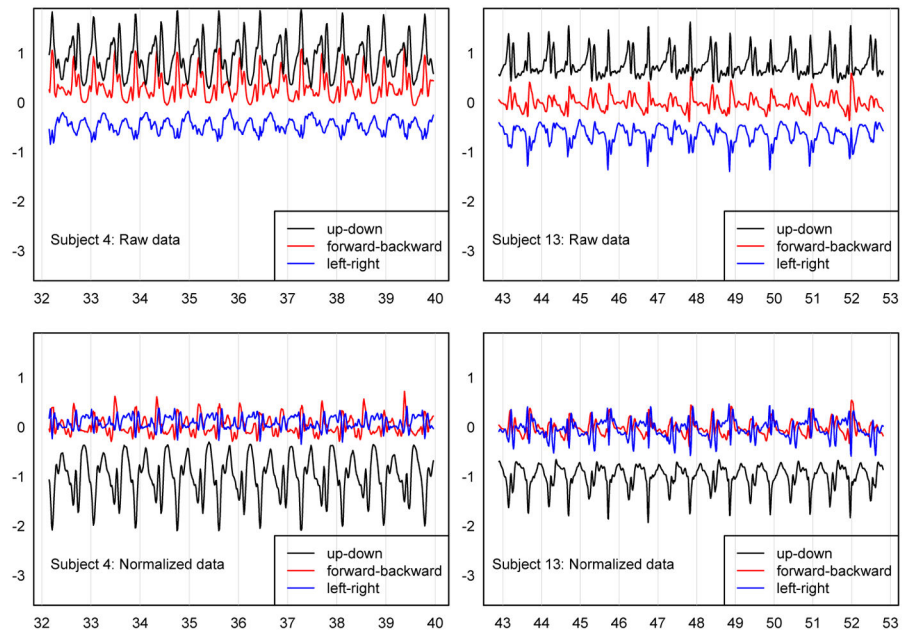 1
0
-1
-2
-3
Subject 4: Raw data
up-down
forward-backward
left-right
32 33 34 35 36 37 38 39 40
1
0
-1
-2
-3
Subject 13: Raw data
up-down
forward-backward
left-right
43 44 45 46 47 48 49 50 51 52 53
1
0
-1
-2
-3
Subject 4: Normalized data
up-down
forward-backward
left-right
32 33 34 35 36 37 38 39 40
1
0
-1
-2
-3
Subject 13: Normalized data
up-down
forward-backward
left-right
43 44 45 46 47 48 49 50 51 52 53